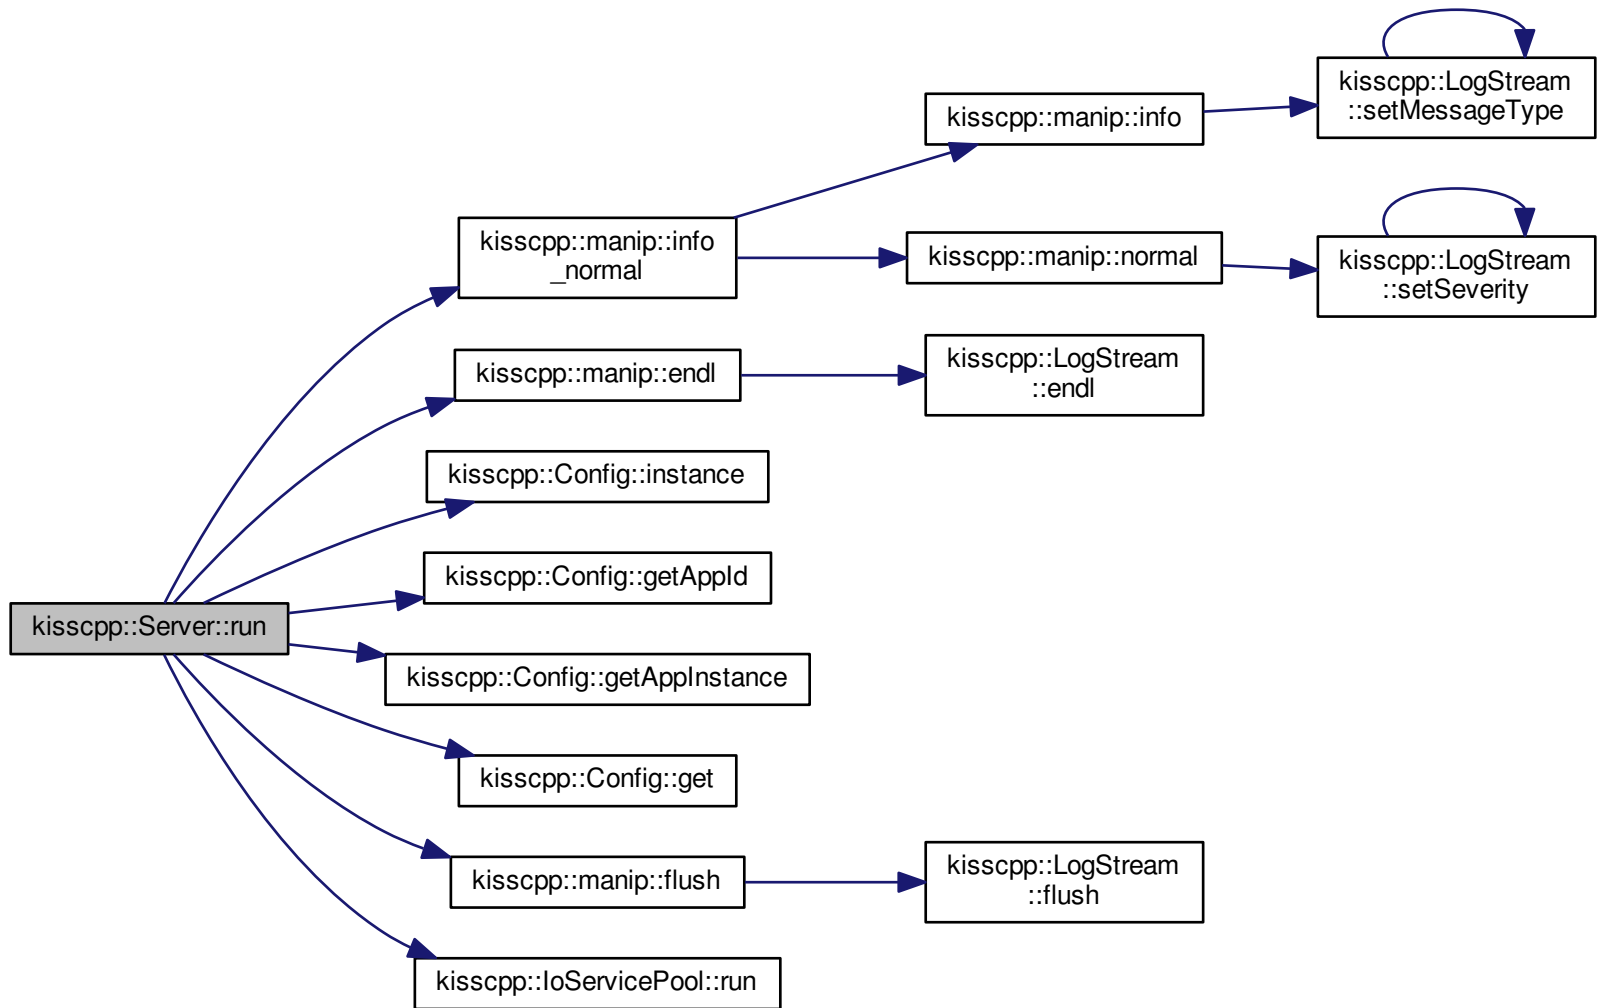 kisscpp::LogStream
::setMessageType
kisscpp::manip::info
kisscpp::manip::info
_normal
kisscpp::manip::normal
kisscpp::LogStream
::setSeverity
kisscpp::manip::endl
kisscpp::LogStream
::endl
kisscpp::Config::instance
kisscpp::Config::getAppId
kisscpp::Server::run
kisscpp::Config::getAppInstance
kisscpp::Config::get
kisscpp::manip::flush
kisscpp::LogStream
::flush
kisscpp::IoServicePool::run